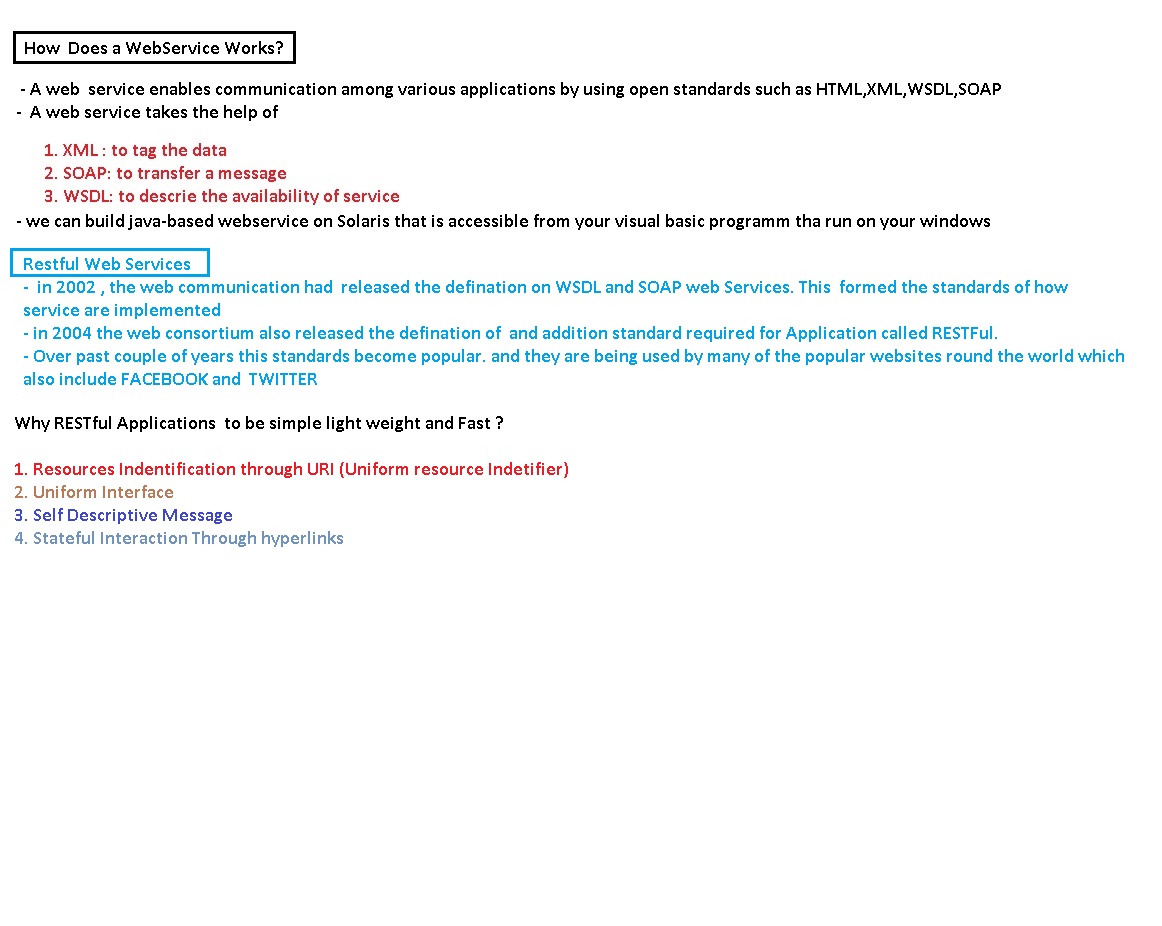 How Does a WebService Works?
- A web service enables communication among various applications by using open standards such as HTML,XML,WSDL,SOAP
- A web service takes the help of
1. XML : to tag the data
2. SOAP: to transfer a message
3. WSDL: to descrie the availability of service
- we can build java-based webservice on Solaris that is accessible from your visual basic programm tha run on your windows
Restful Web Services
- in 2002 , the web communication had released the defination on WSDL and SOAP web Services. This formed the standards of how
service are implemented
- in 2004 the web consortium also released the defination of and addition standard required for Application called RESTFul.
- Over past couple of years this standards become popular. and they are being used by many of the popular websites round the world which
also include FACEBOOK and TWITTER
Why RESTful Applications to be simple light weight and Fast ?
1. Resources Indentification through URI (Uniform resource Indetifier)
2. Uniform Interface
3. Self Descriptive Message
4. Stateful Interaction Through hyperlinks